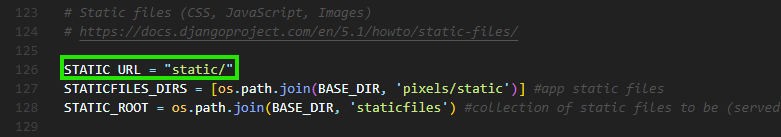 123 # Static files (CSS, JavaScript, Images)
124 # https://docs.djangoproject.com/en/5.1/howto/static-files/
125
126 STATIC_URL = "static/"
127 STATICFILES_DIRS = [os.path.join(BASE_DIR, 'pixels/static')] #app static files
128 STATIC_ROOT = os.path.join(BASE_DIR, 'staticfiles') #collection of static files to be (served
129